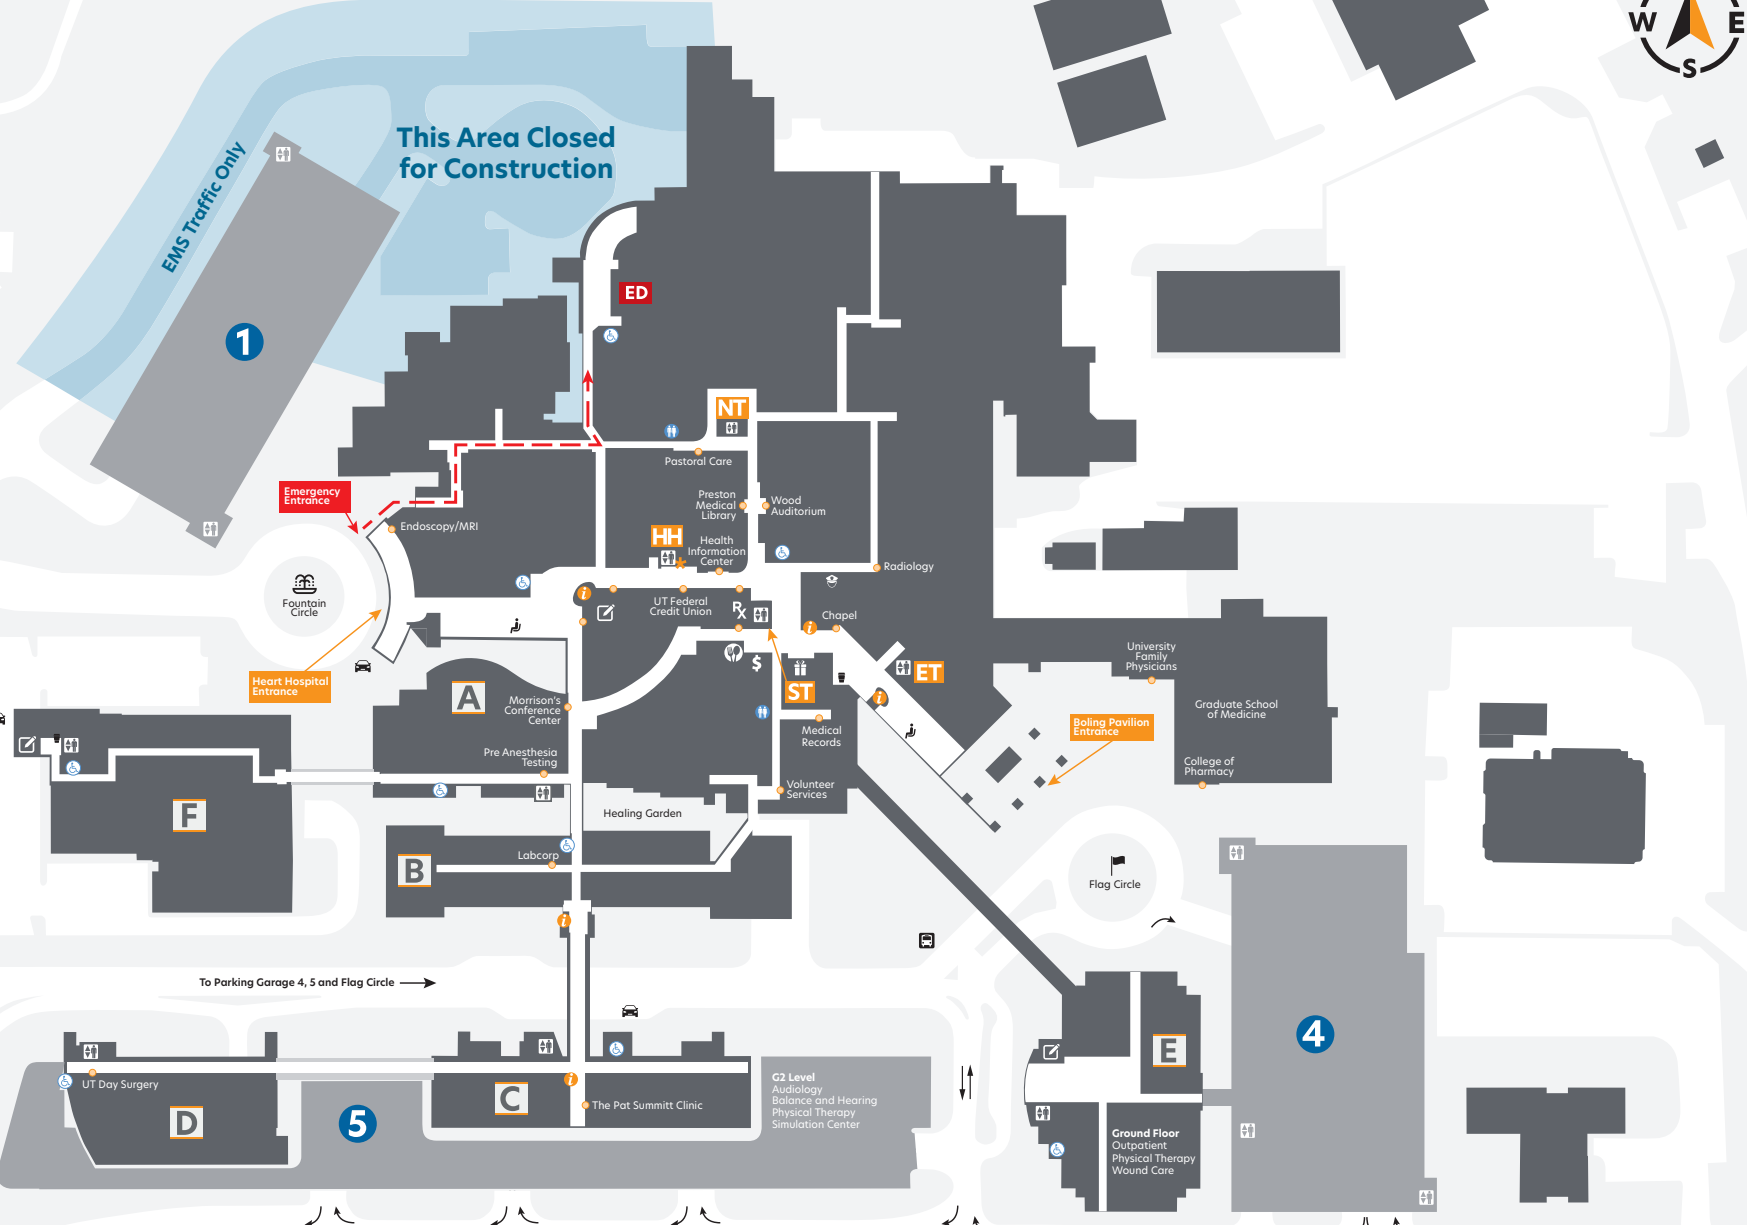 W
E
S
This Area Closed
for Construction
EMS Traffic Only
1
ED
NT
Pastoral Care
Preston
Medical
Library
Wood
Auditorium
Emergency
Entrance
Endoscopy/MRI
HH
Health
Information
Center
Radiology
Fountain
Circle
i
UT Federal
Credit Union
Rx
Chapel
i
University
Family
Physicians
Heart Hospital
Entrance
A
Morrison's
Conference
Center
$
ST
ET
i
Graduate School
of Medicine
Boling Pavilion
Entrance
Medical
Records
Pre Anesthesia
Testing
College of
Pharmacy
Volunteer
Services
F
Healing Garden
B
Labcorp
Flag Circle
i
To Parking Garage 4, 5 and Flag Circle
4
E
UT Day Surgery
D
5
C
i
The Pat Summitt Clinic
G2 Level
Audiology
Balance and Hearing
Physical Therapy
Simulation Center
Ground Floor
Outpatient
Physical Therapy
Wound Care